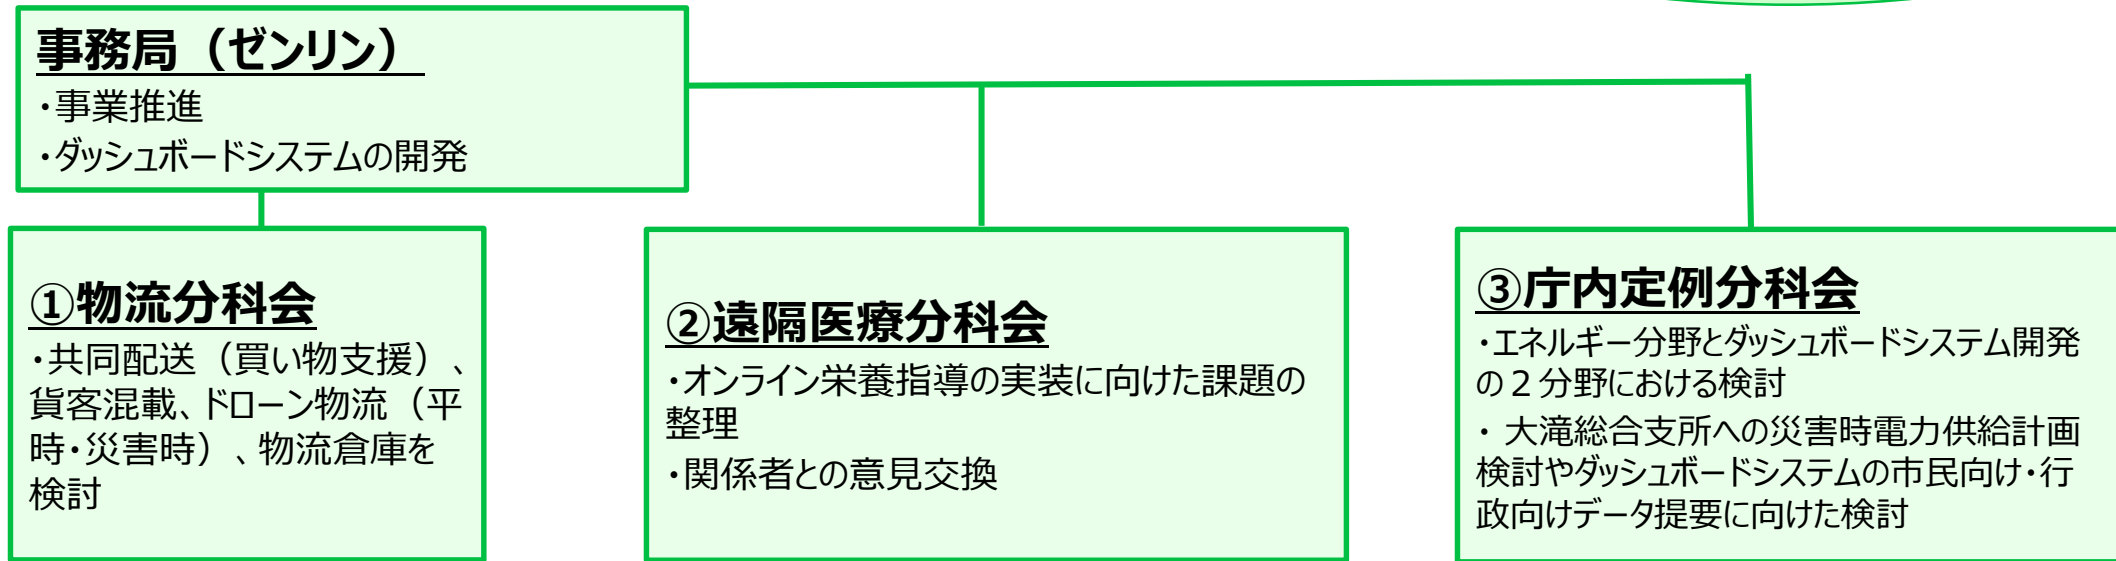 事務局（ゼンリン）
・事業推進
・ダッシュボードシステムの開発
①物流分科会
・共同配送（買い物支援）、
貨客混載、ドローン物流（平
時・災害時）、物流倉庫を
検討
②遠隔医療分科会
・オンライン栄養指導の実装に向けた課題の
整理
・関係者との意見交換
③庁内定例分科会
・エネルギー分野とダッシュボードシステム開発
の２分野における検討
・ 大滝総合支所への災害時電力供給計画
検討やダッシュボードシステムの市民向け・行
政向けデータ提要に向けた検討